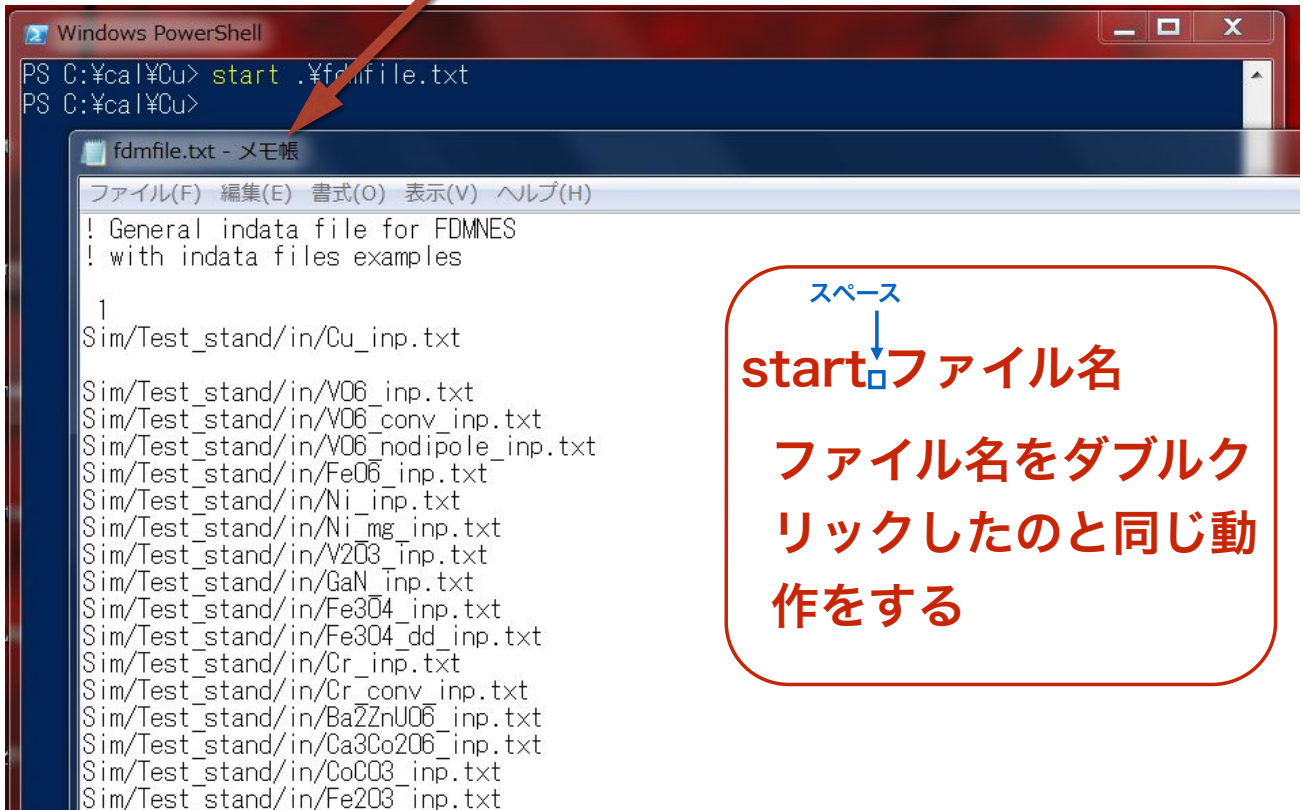 Windows PowerShell
PS C:¥cal¥Cu> start .¥fdmfile.txt
PS C:¥cal¥Cu>
fdmfile.txt - メモ帳
ファイル(F) 編集(E) 書式(O) 表示(V) ヘルプ(H)
! General indata file for FDMNES
! with indata files examples
1
Sim/Test_stand/in/Cu_inp.txt
Sim/Test_stand/in/VO6_inp.txt
Sim/Test_stand/in/VO6_conv_inp.txt
Sim/Test_stand/in/VO6_nodipole_inp.txt
Sim/Test_stand/in/FeO6_inp.txt
Sim/Test_stand/in/Ni_inp.txt
Sim/Test_stand/in/Ni_mg_inp.txt
Sim/Test_stand/in/V2O3_inp.txt
Sim/Test_stand/in/GaN_inp.txt
Sim/Test_stand/in/Fe3O4_inp.txt
Sim/Test_stand/in/Fe3O4_dd_inp.txt
Sim/Test_stand/in/Cr_inp.txt
Sim/Test_stand/in/Cr_conv_inp.txt
Sim/Test_stand/in/Ba2ZnUO6_inp.txt
Sim/Test_stand/in/Ca3Co2O6_inp.txt
Sim/Test_stand/in/CoCO3_inp.txt
Sim/Test_stand/in/Fe2O3_inp.txt
スペース
start ファイル名
ファイル名をダブルク
リックしたのと同じ動
作をする